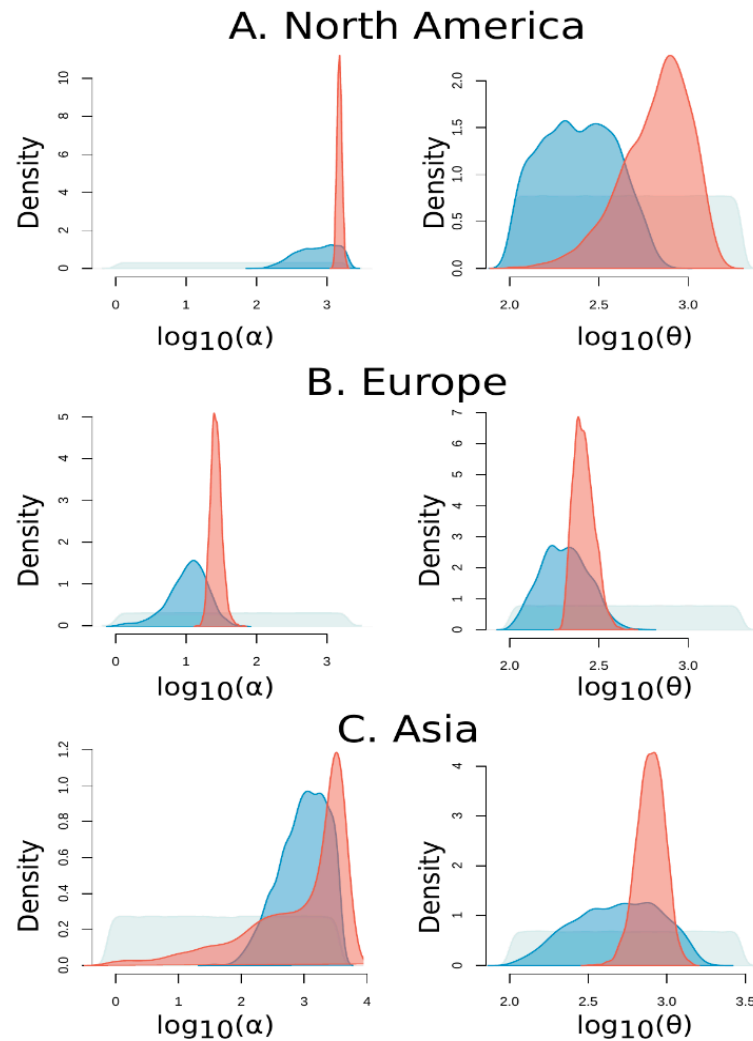 A. North America
Density
0 2 4 6 8 10
0 1 2 3
log10(α)
Density
0.0 0.5 1.0 1.5 2.0
2.0 2.5 3.0
log10(θ)
B. Europe
Density
0 1 2 3 4 5
0 1 2 3
log10(α)
Density
0 1 2 3 4 5 6 7
2.0 2.5 3.0
log10(θ)
C. Asia
Density
0.0 0.2 0.4 0.6 0.8 1.0 1.2
0 1 2 3 4
log10(α)
Density
0 1 2 3 4
2.0 2.5 3.0 3.5
log10(θ)